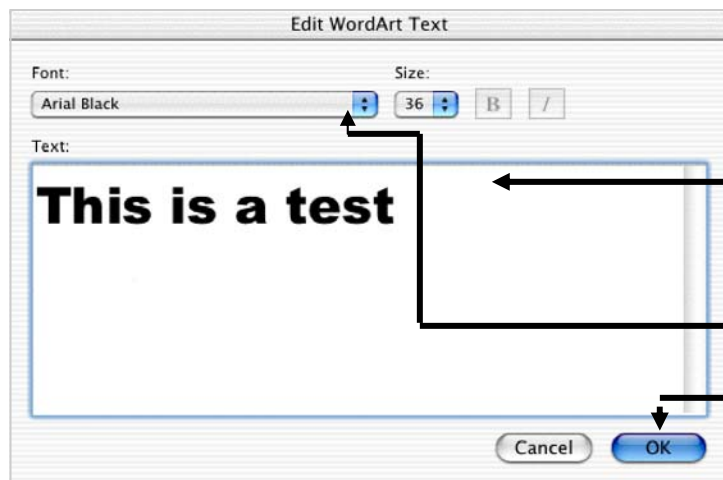 Edit WordArt Text
Font: Size:
Arial Black 36 B I
Text:
This is a test
Cancel OK